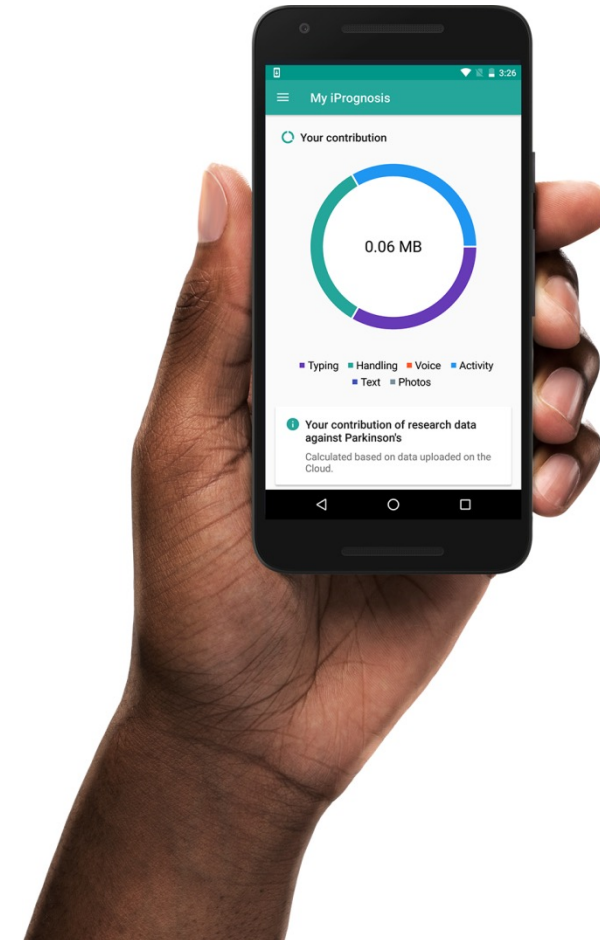 3:26
My iPrognosis
Your contribution
0.06 MB
Typing Handling Voice Activity
Text Photos
Your contribution of research data
against Parkinson's
Calculated based on data uploaded on the
Cloud.